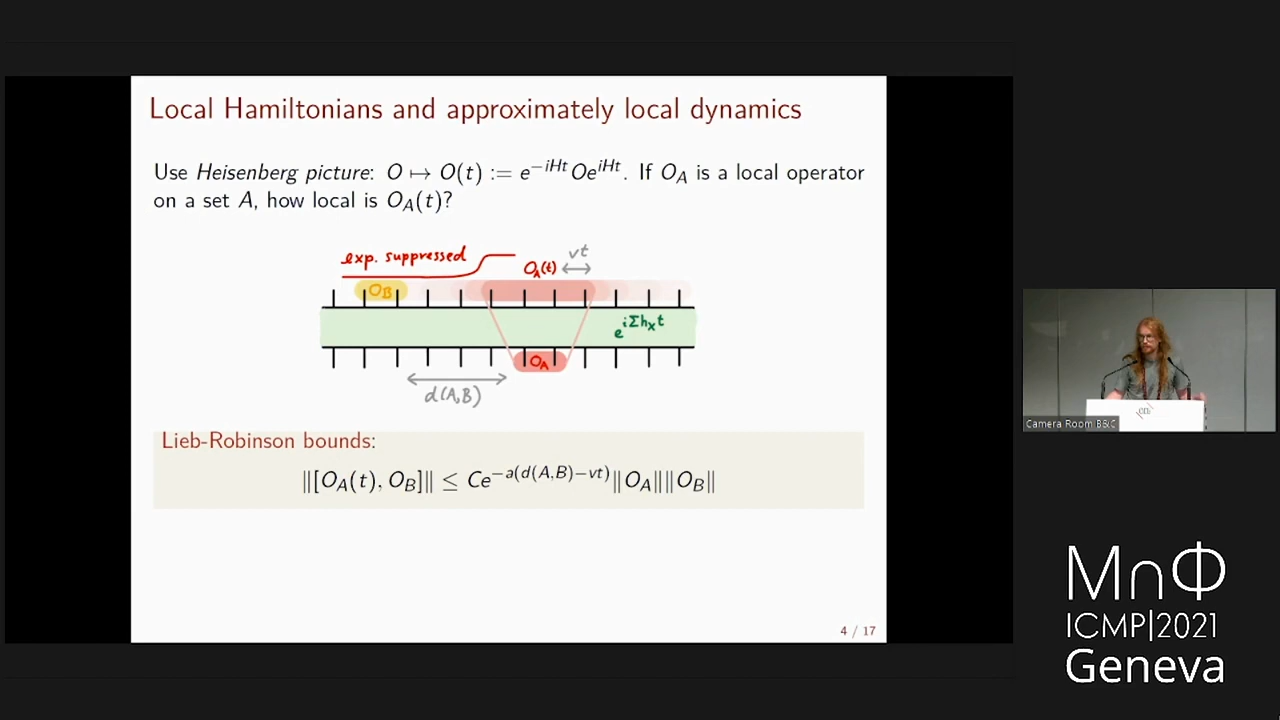 Local Hamiltonians and approximately local dynamics
Use Heisenberg picture: O ↦ O(t) := e^{-iHt} O e^{iHt}. If O_A is a local operator
on a set A, how local is O_A(t)?
exp. suppressed
O_A(t)
vt
O_B
e^{iΣh_X t}
O_A
d(A,B)
Lieb-Robinson bounds:
‖[O_A(t), O_B]‖ ≤ Ce^{-a(d(A,B)-vt)}‖O_A‖‖O_B‖
4 / 17
Camera Room B&C
M∩Φ
ICMP|2021
Geneva